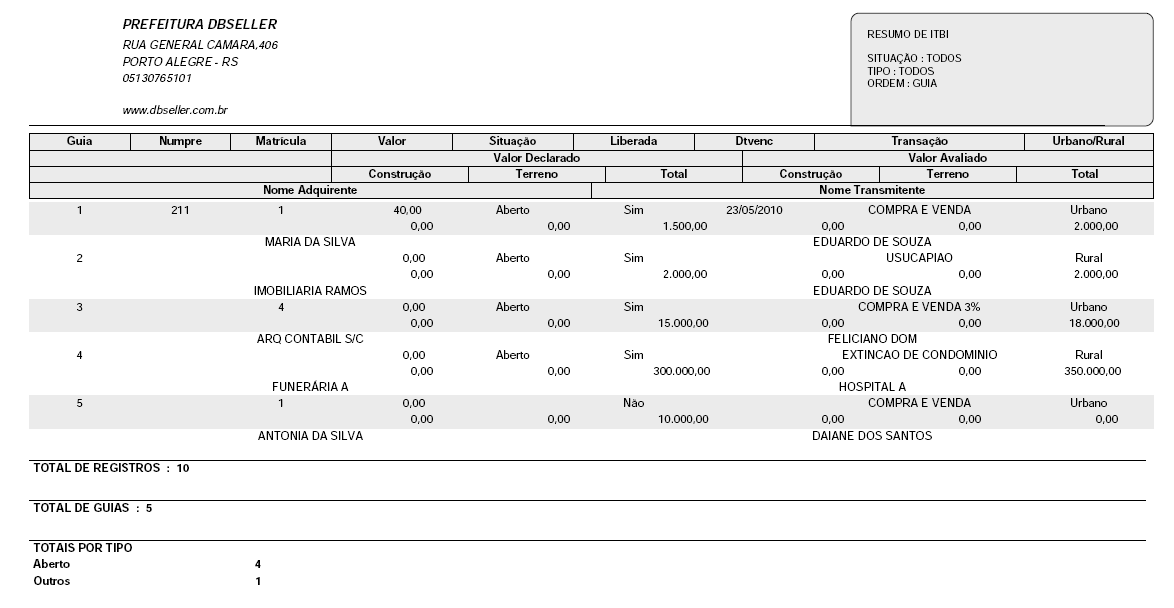 PREFEITURA DBSELLER
RUA GENERAL CAMARA,406
PORTO ALEGRE - RS
05130765101
www.dbseller.com.br
RESUMO DE ITBI
SITUAÇÃO : TODOS
TIPO : TODOS
ORDEM : GUIA
Guia Numpre Matrícula Valor Situação Liberada Dtvenc Transação Urbano/Rural
Valor Declarado Valor Avaliado
Construção Terreno Total Construção Terreno Total
Nome Adquirente Nome Transmitente
1 211 1 40,00 Aberto Sim 23/05/2010 COMPRA E VENDA Urbano
0,00 0,00 1.500,00 0,00 0,00 2.000,00
MARIA DA SILVA EDUARDO DE SOUZA
2 0,00 Aberto Sim USUCAPIAO Rural
0,00 0,00 2.000,00 0,00 0,00 2.000,00
IMOBILIARIA RAMOS EDUARDO DE SOUZA
3 4 0,00 Aberto Sim COMPRA E VENDA 3% Urbano
0,00 0,00 15.000,00 0,00 0,00 18.000,00
ARQ CONTABIL S/C FELICIANO DOM
4 0,00 Aberto Sim EXTINCAO DE CONDOMINIO Rural
0,00 0,00 300.000,00 0,00 0,00 350.000,00
FUNERÁRIA A HOSPITAL A
5 1 0,00 Não COMPRA E VENDA Urbano
0,00 0,00 10.000,00 0,00 0,00 0,00
ANTONIA DA SILVA DAIANE DOS SANTOS
TOTAL DE REGISTROS : 10
TOTAL DE GUIAS : 5
TOTAIS POR TIPO
Aberto 4
Outros 1